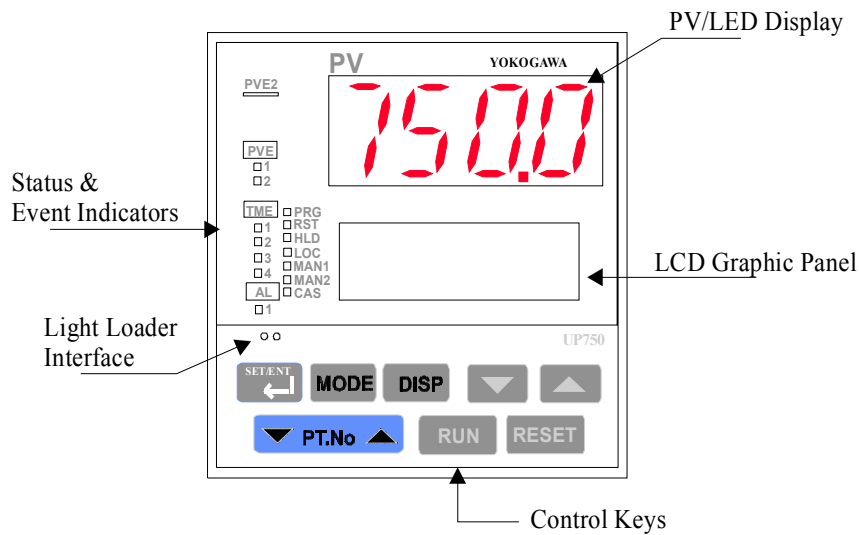 PV/LED Display
PV
YOKOGAWA
PVE2
750.0
PVE
1
2
Status &
Event Indicators
TME
PRG
1
RST
2
HLD
3
LOC
4
MAN1
MAN2
AL
CAS
1
LCD Graphic Panel
Light Loader
Interface
UP750
SET/ENT
MODE
DISP
PT.No
RUN
RESET
Control Keys